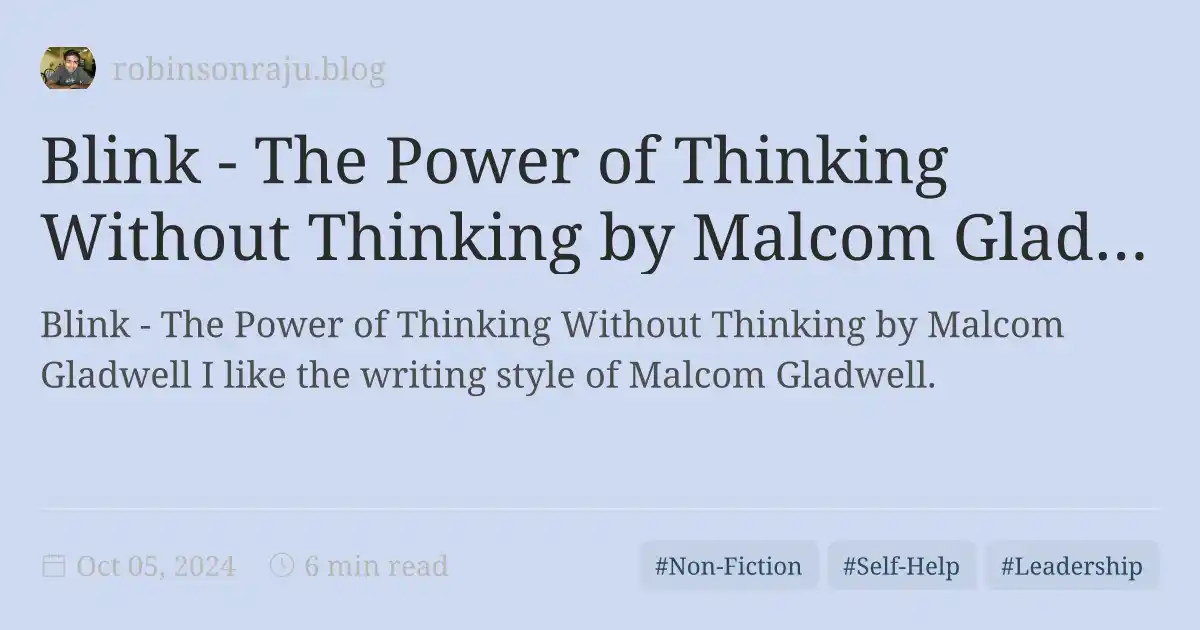 robinsonraju.blog
Blink - The Power of Thinking
Without Thinking by Malcom Glad...
Blink - The Power of Thinking Without Thinking by Malcom
Gladwell I like the writing style of Malcom Gladwell.
Oct 05, 2024 6 min read #Non-Fiction #Self-Help #Leadership